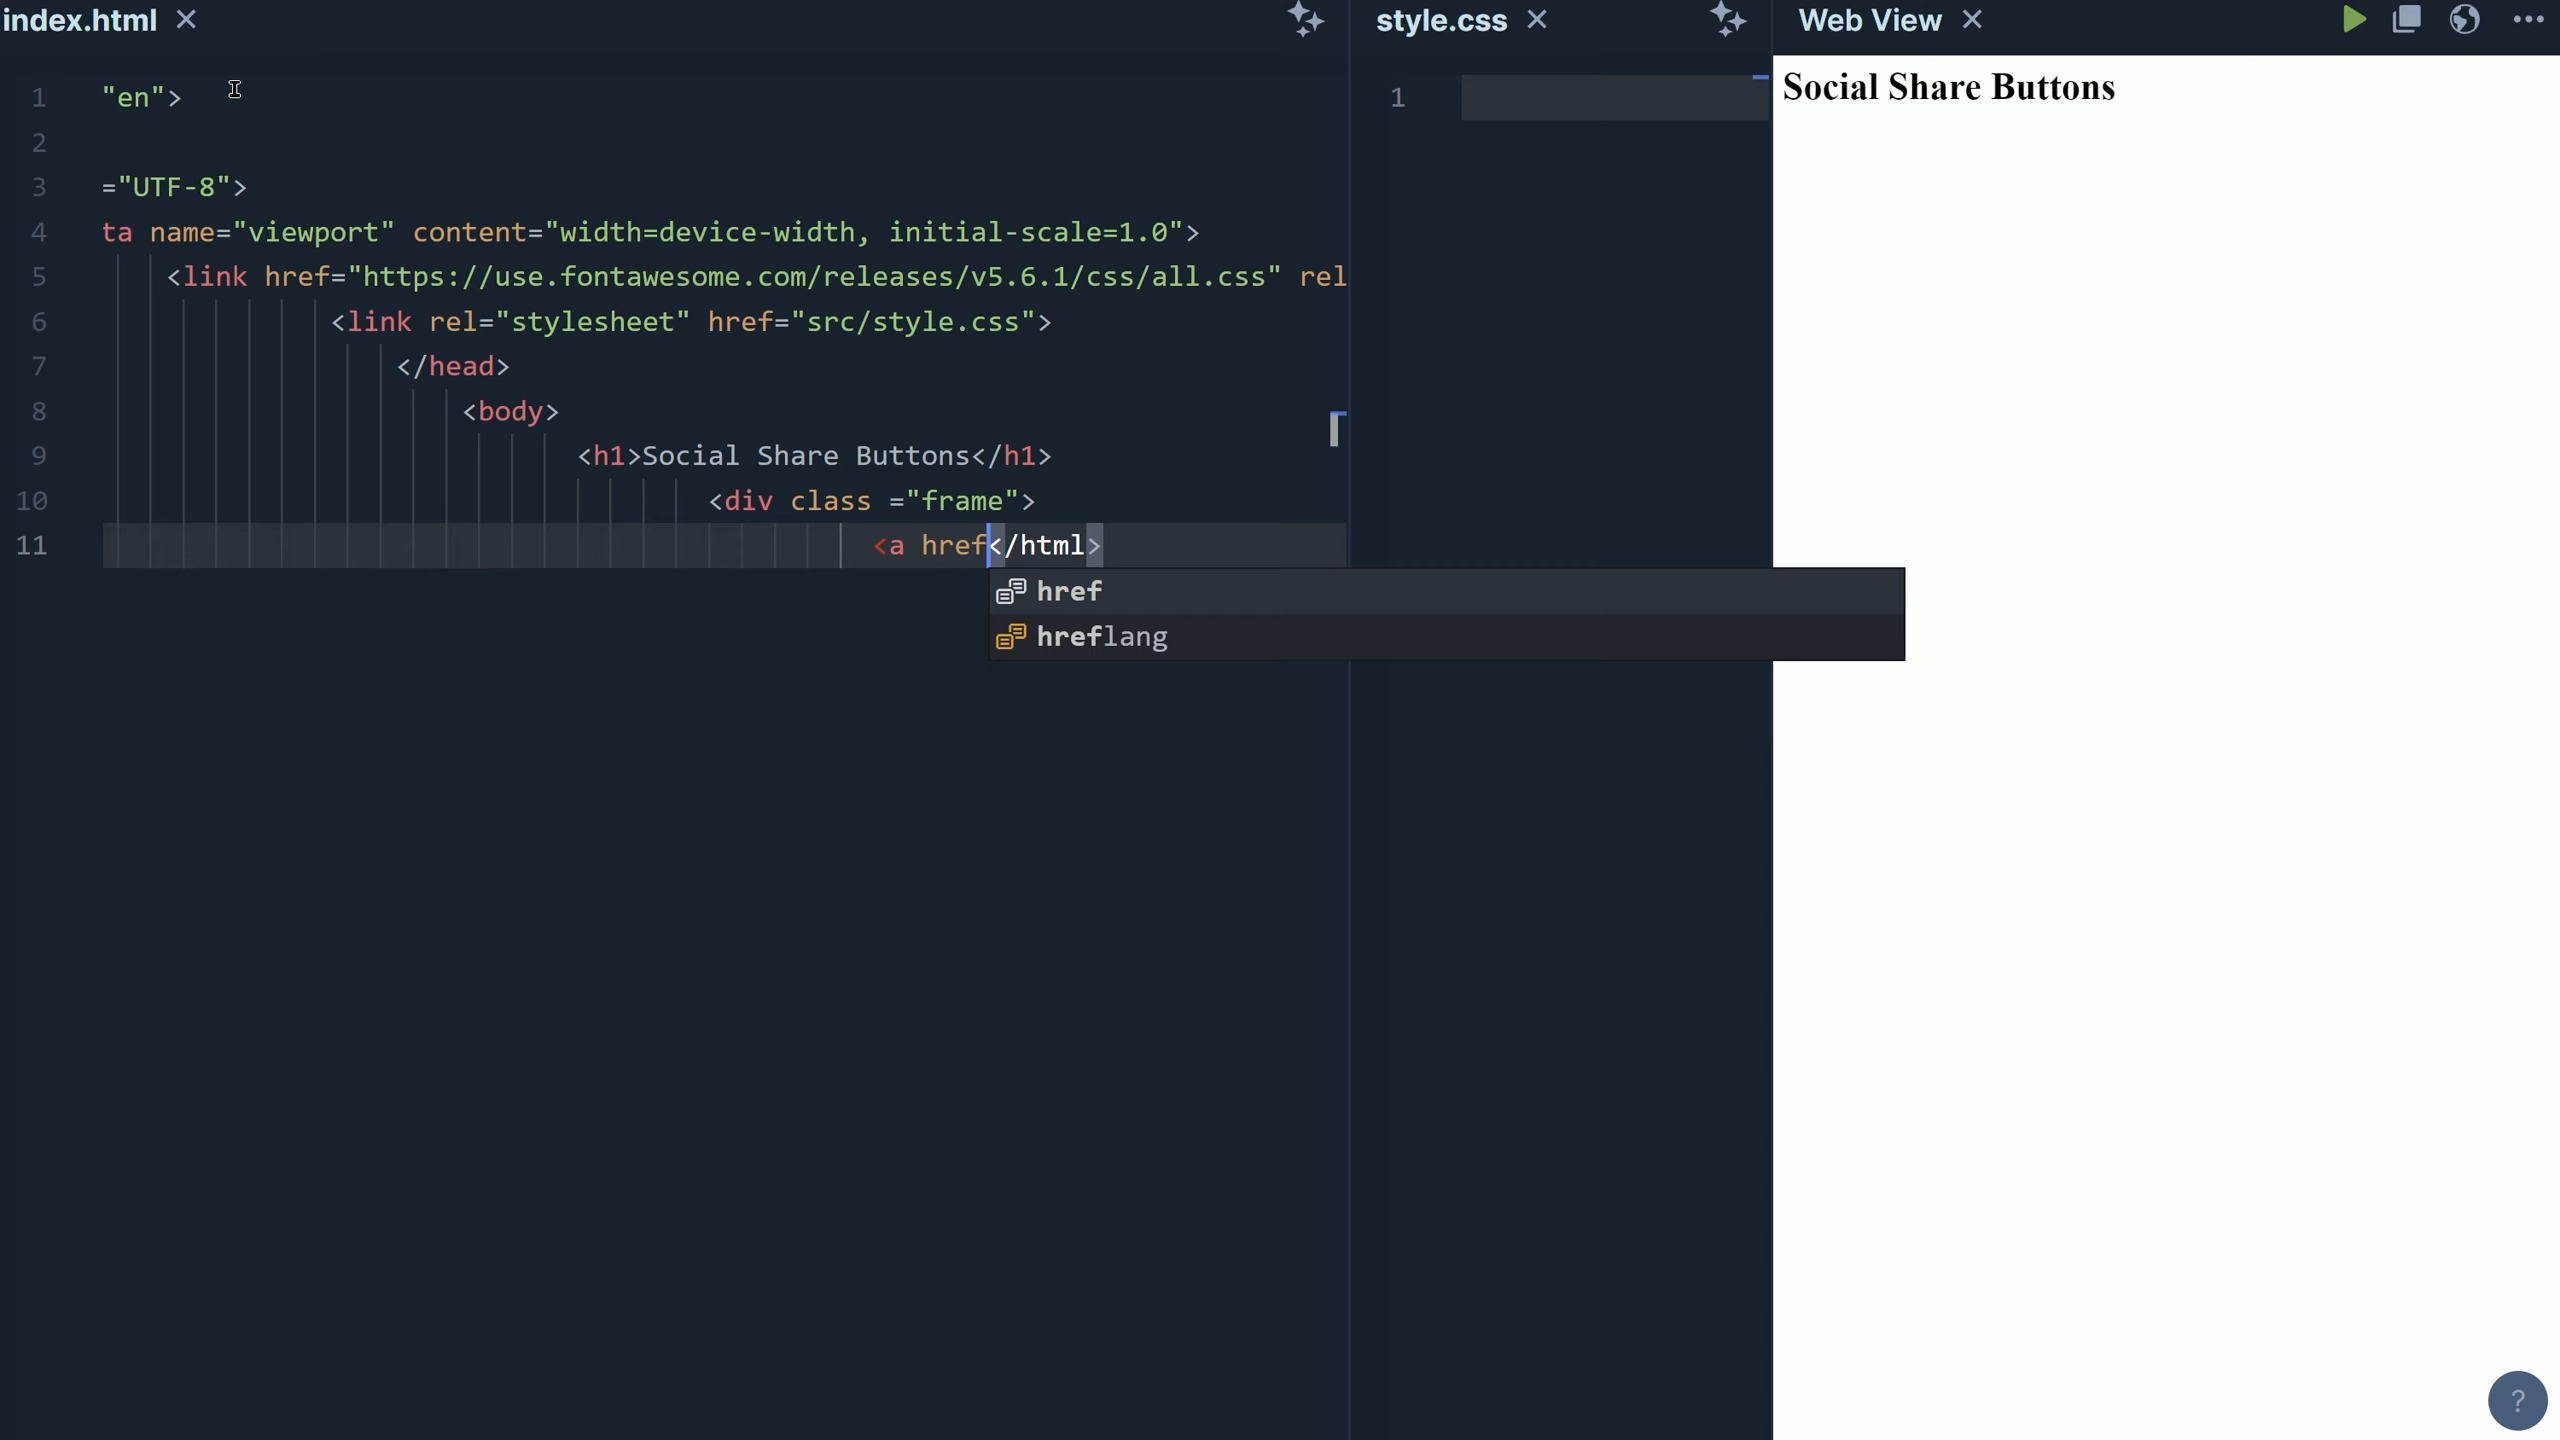 index.html ✕
style.css ✕
Web View ✕
1 "en">
2
3 ="UTF-8">
4 ta name="viewport" content="width=device-width, initial-scale=1.0">
5 <link href="https://use.fontawesome.com/releases/v5.6.1/css/all.css" rel
6 <link rel="stylesheet" href="src/style.css">
7 </head>
8 <body>
9 <h1>Social Share Buttons</h1>
10 <div class ="frame">
11 <a href</html>
href
hreflang
1
Social Share Buttons
?